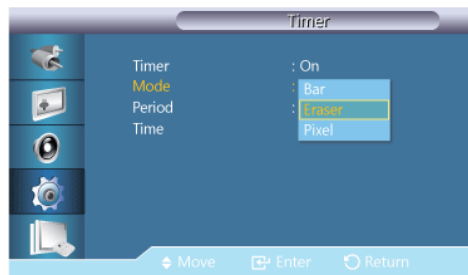 Timer
Timer : On
Mode : Bar
Period : Eraser
Time Pixel
Move Enter Return